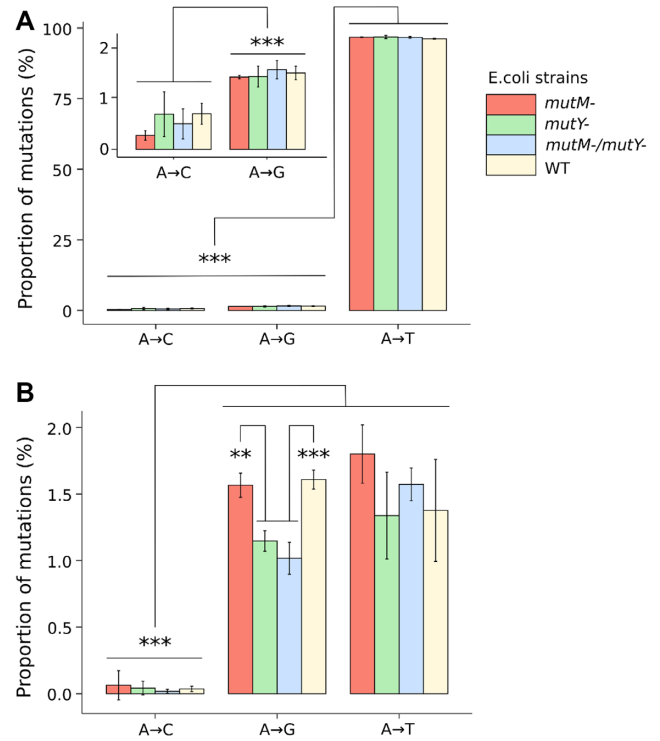 A
Proportion of mutations (%)
100
75
50
25
0
2
1
0
***
A→C
A→G
***
A→C
A→G
A→T
E.coli strains
mutM-
mutY-
mutM-/mutY-
WT
B
Proportion of mutations (%)
2.0
1.5
1.0
0.5
0.0
**
***
***
A→C
A→G
A→T